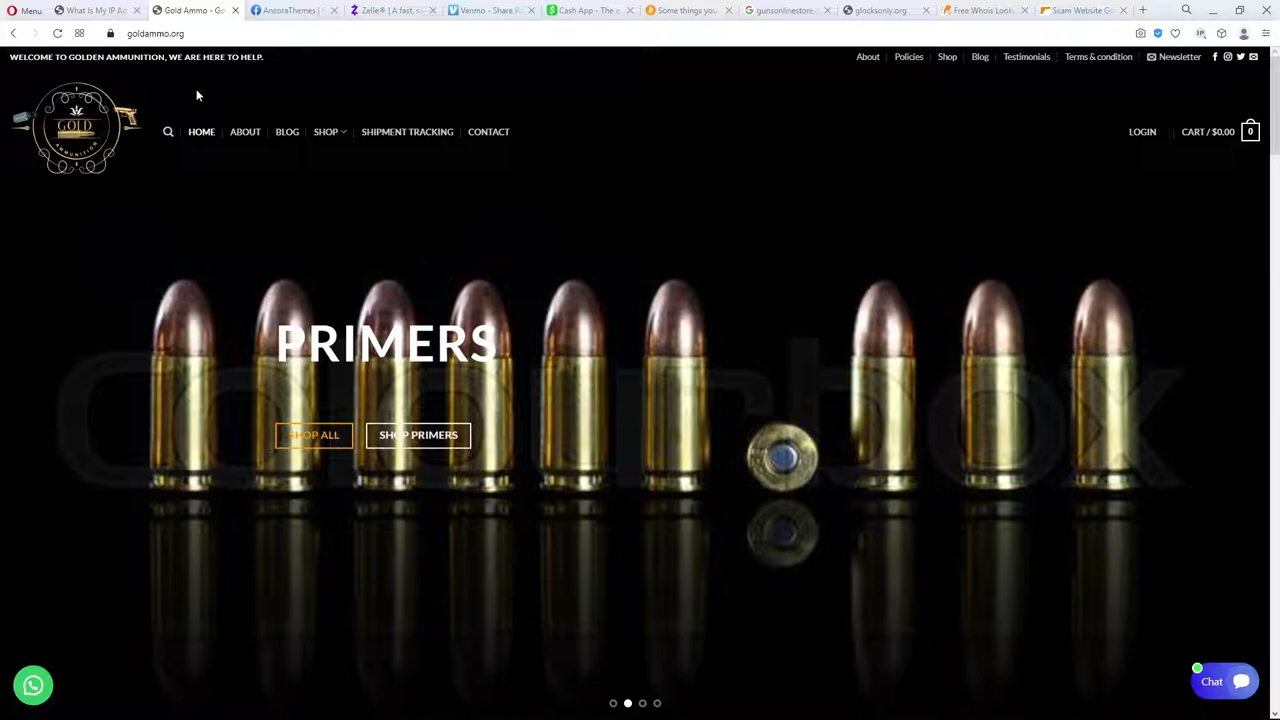 Menu
What Is My IP Ad
Gold Ammo - Go
AncoraThemes |
Zelle® | A fast, s
Venmo - Share
Cash App - The e
Some things you
gunsonlinestore.
glocksonly.org
Free Whois Look
Scam Website G
goldammo.org
WELCOME TO GOLDEN AMMUNITION, WE ARE HERE TO HELP.
About
Policies
Shop
Blog
Testimonials
Terms & condition
Newsletter
GOLD
AMMUNITION
HOME
ABOUT
BLOG
SHOP
SHIPMENT TRACKING
CONTACT
LOGIN
CART / $0.00
0
PRIMERS
SHOP ALL
SHOP PRIMERS
colourbox
Chat